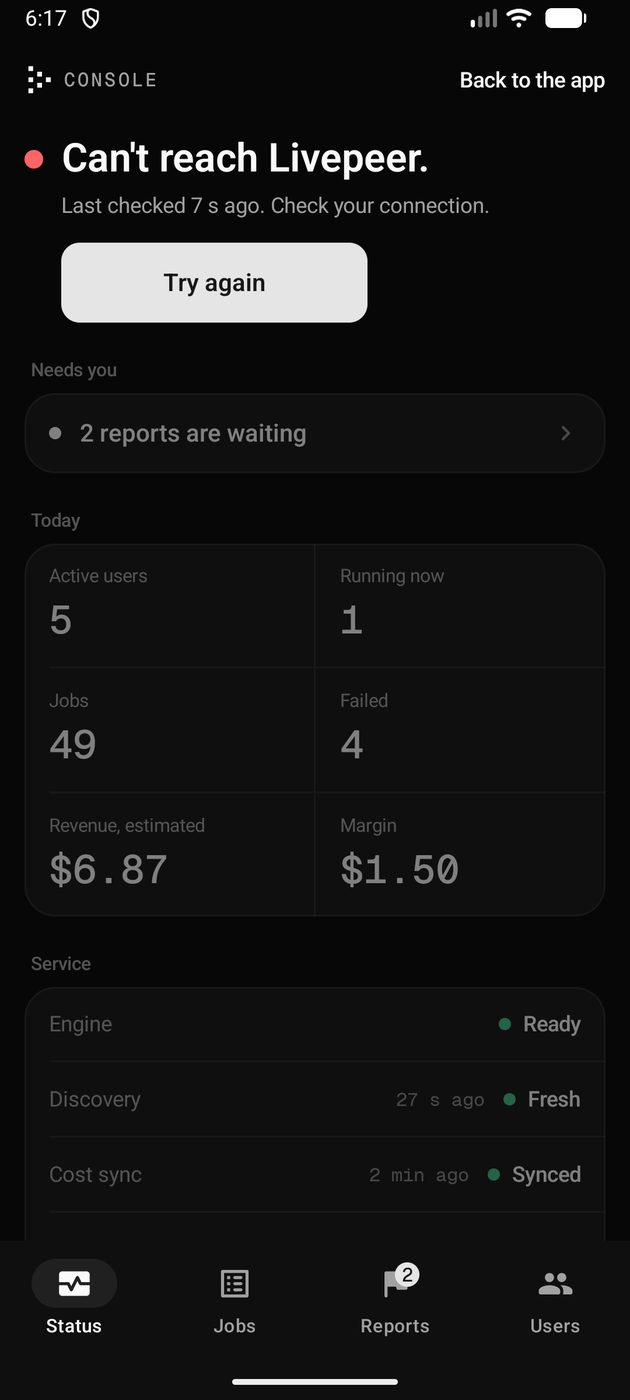 6:17
CONSOLE
Back to the app
Can't reach Livepeer.
Last checked 7 s ago. Check your connection.
Try again
Needs you
2 reports are waiting
Today
Active users
Running now
5
1
Jobs
Failed
49
4
Revenue, estimated
Margin
$6.87
$1.50
Service
Engine
Ready
Discovery
27 s ago
Fresh
Cost sync
2 min ago
Synced
2
Status
Jobs
Reports
Users